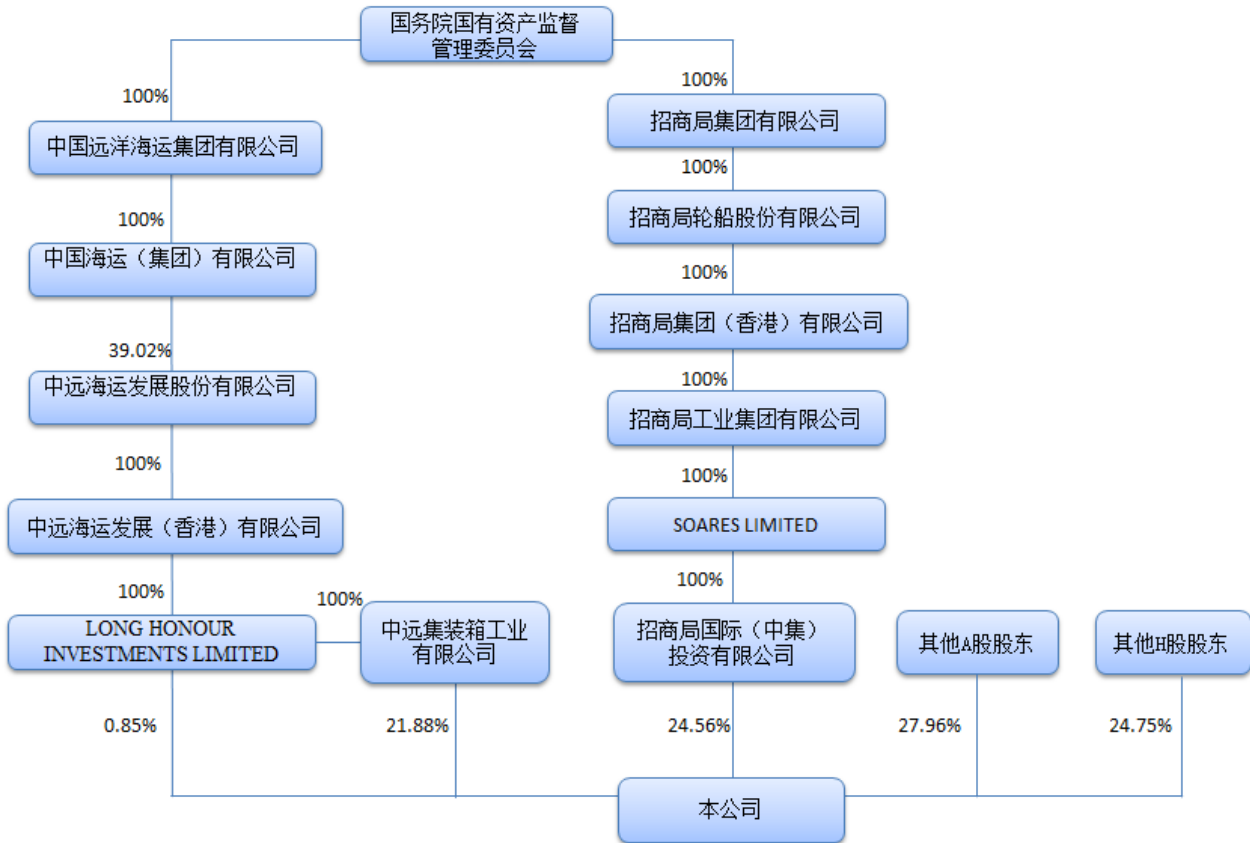 国务院国有资产监督
管理委员会
100%
100%
中国远洋海运集团有限公司
招商局集团有限公司
100%
100%
中国海运（集团）有限公司
招商局轮船股份有限公司
39.02%
100%
中远海运发展股份有限公司
招商局集团（香港）有限公司
100%
100%
中远海运发展（香港）有限公司
招商局工业集团有限公司
100%
100%
SOARES LIMITED
100%
100%
LONG HONOUR
INVESTMENTS LIMITED
中远集装箱工业
有限公司
招商局国际（中集）
投资有限公司
其他A股股东
其他H股股东
0.85%
21.88%
24.56%
27.96%
24.75%
本公司